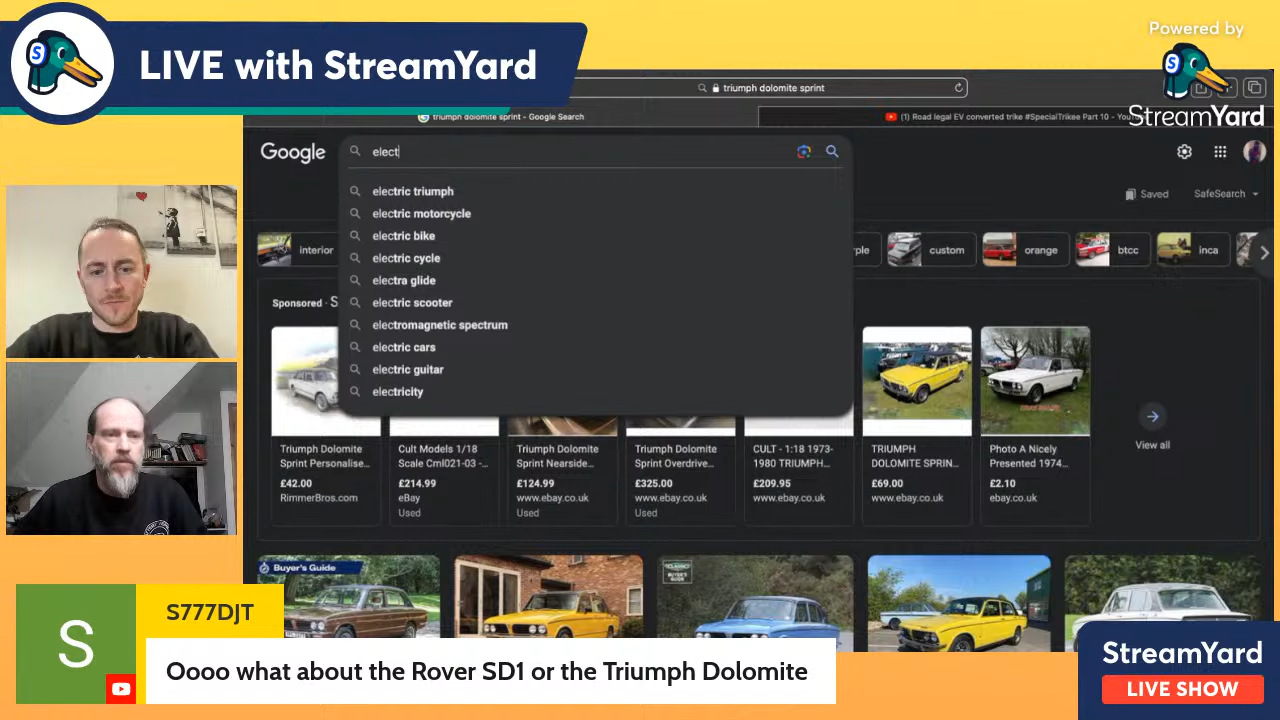 LIVE with StreamYard
Powered by
StreamYard
triumph dolomite sprint
triumph dolomite sprint - Google Search
(1) Road legal EV converted trike #SpecialTrikee Part 10 - YouTube
Google
elect
Saved
SafeSearch
electric triumph
electric motorcycle
electric bike
electric cycle
electra glide
electric scooter
electromagnetic spectrum
electric cars
electric guitar
electricity
interior
ple
custom
orange
btcc
inca
Sponsored · S
View all
Triumph Dolomite
Sprint Personalise...
£42.00
RimmerBros.com
Cult Models 1/18
Scale Cml021-03 -...
£214.99
eBay
Used
Triumph Dolomite
Sprint Nearside...
£124.99
www.ebay.co.uk
Used
Triumph Dolomite
Sprint Overdrive...
£325.00
www.ebay.co.uk
Used
CULT - 1:18 1973-
1980 TRIUMPH...
£209.95
www.ebay.co.uk
TRIUMPH
DOLOMITE SPRIN...
£69.00
www.ebay.co.uk
Photo A Nicely
Presented 1974...
£2.10
ebay.co.uk
Buyer's Guide
S777DJT
S
Oooo what about the Rover SD1 or the Triumph Dolomite
StreamYard
LIVE SHOW